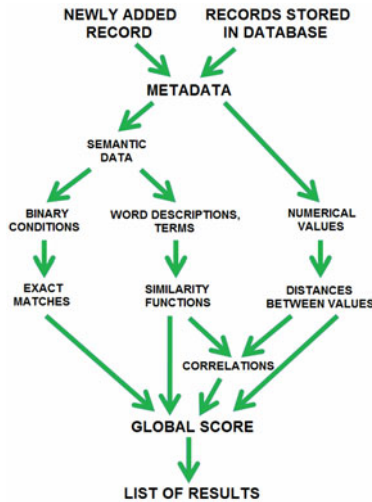 NEWLY ADDED
RECORD
RECORDS STORED
IN DATABASE
METADATA
SEMANTIC
DATA
BINARY
CONDITIONS
WORD DESCRIPTIONS,
TERMS
NUMERICAL
VALUES
EXACT
MATCHES
SIMILARITY
FUNCTIONS
DISTANCES
BETWEEN VALUES
CORRELATIONS
GLOBAL SCORE
LIST OF RESULTS